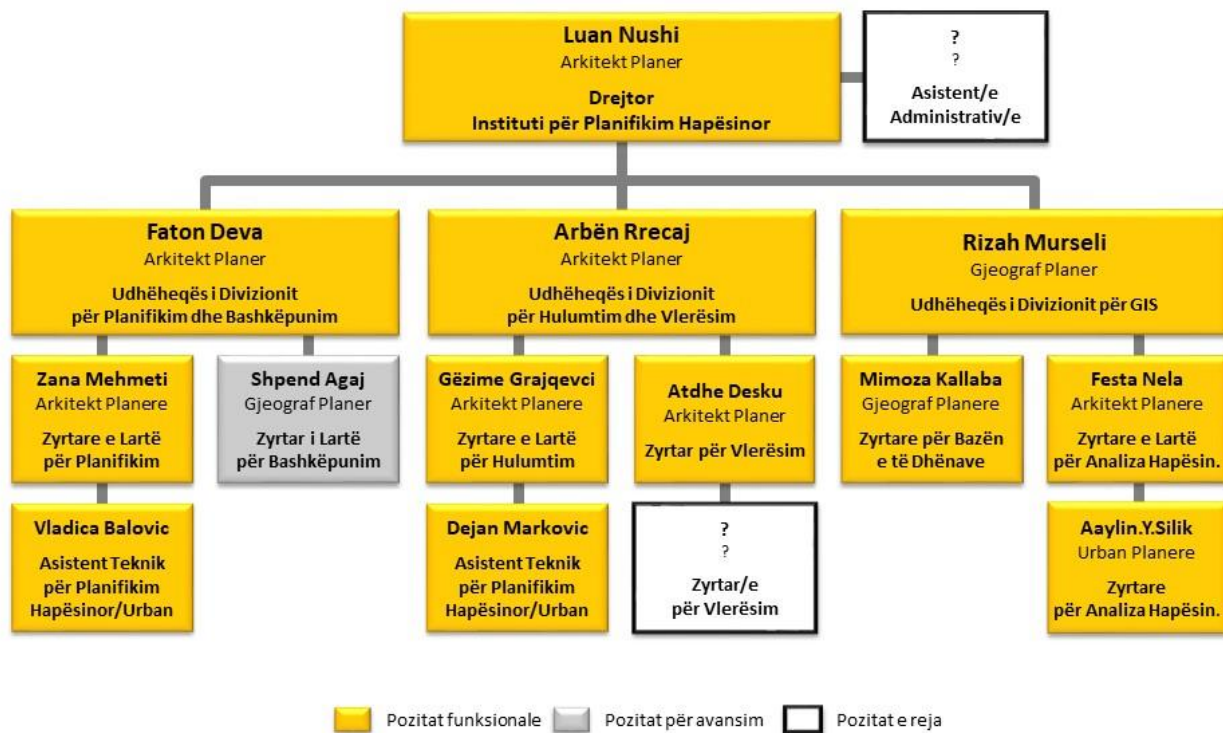 Luan Nushi
Arkitekt Planer
Drejtor
Instituti për Planifikim Hapësinor
?
?
Asistent/e
Administrativ/e
Faton Deva
Arkitekt Planer
Udhëheqës i Divizionit
për Planifikim dhe Bashkëpunim
Arbën Rrecaj
Arkitekt Planer
Udhëheqës i Divizionit
për Hulumtim dhe Vlerësim
Rizah Murseli
Gjeograf Planer
Udhëheqës i Divizionit për GIS
Zana Mehmeti
Arkitekt Planere
Zyrtare e Lartë
për Planifikim
Shpend Agaj
Gjeograf Planer
Zyrtar i Lartë
për Bashkëpunim
Gëzime Grajqevci
Arkitekt Planere
Zyrtare e Lartë
për Hulumtim
Atdhe Desku
Arkitekt Planer
Zyrtar për Vlerësim
Mimoza Kallaba
Gjeograf Planere
Zyrtare për Bazën
e të Dhënave
Festa Nela
Arkitekt Planere
Zyrtare e Lartë
për Analiza Hapësin.
Vladica Balovic
Asistent Teknik
për Planifikim
Hapësinor/Urban
Dejan Markovic
Asistent Teknik
për Planifikim
Hapësinor/Urban
?
?
Zyrtar/e
për Vlerësim
Aaylin.Y.Silik
Urban Planere
Zyrtare
për Analiza Hapësin.
Pozitat funksionale
Pozitat për avansim
Pozitat e reja